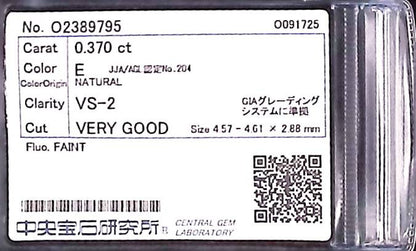 No. O2389795 O091725
Carat 0.370 ct
Color E JJA/AGL認定No.204
ColorOrigin NATURAL
Clarity VS-2 GIAグレーディング
システムに準拠
Cut VERY GOOD Size 4.57 - 4.61 × 2.88 mm
Fluo. FAINT
中央宝石研究所 CENTRAL GEM
LABORATORY